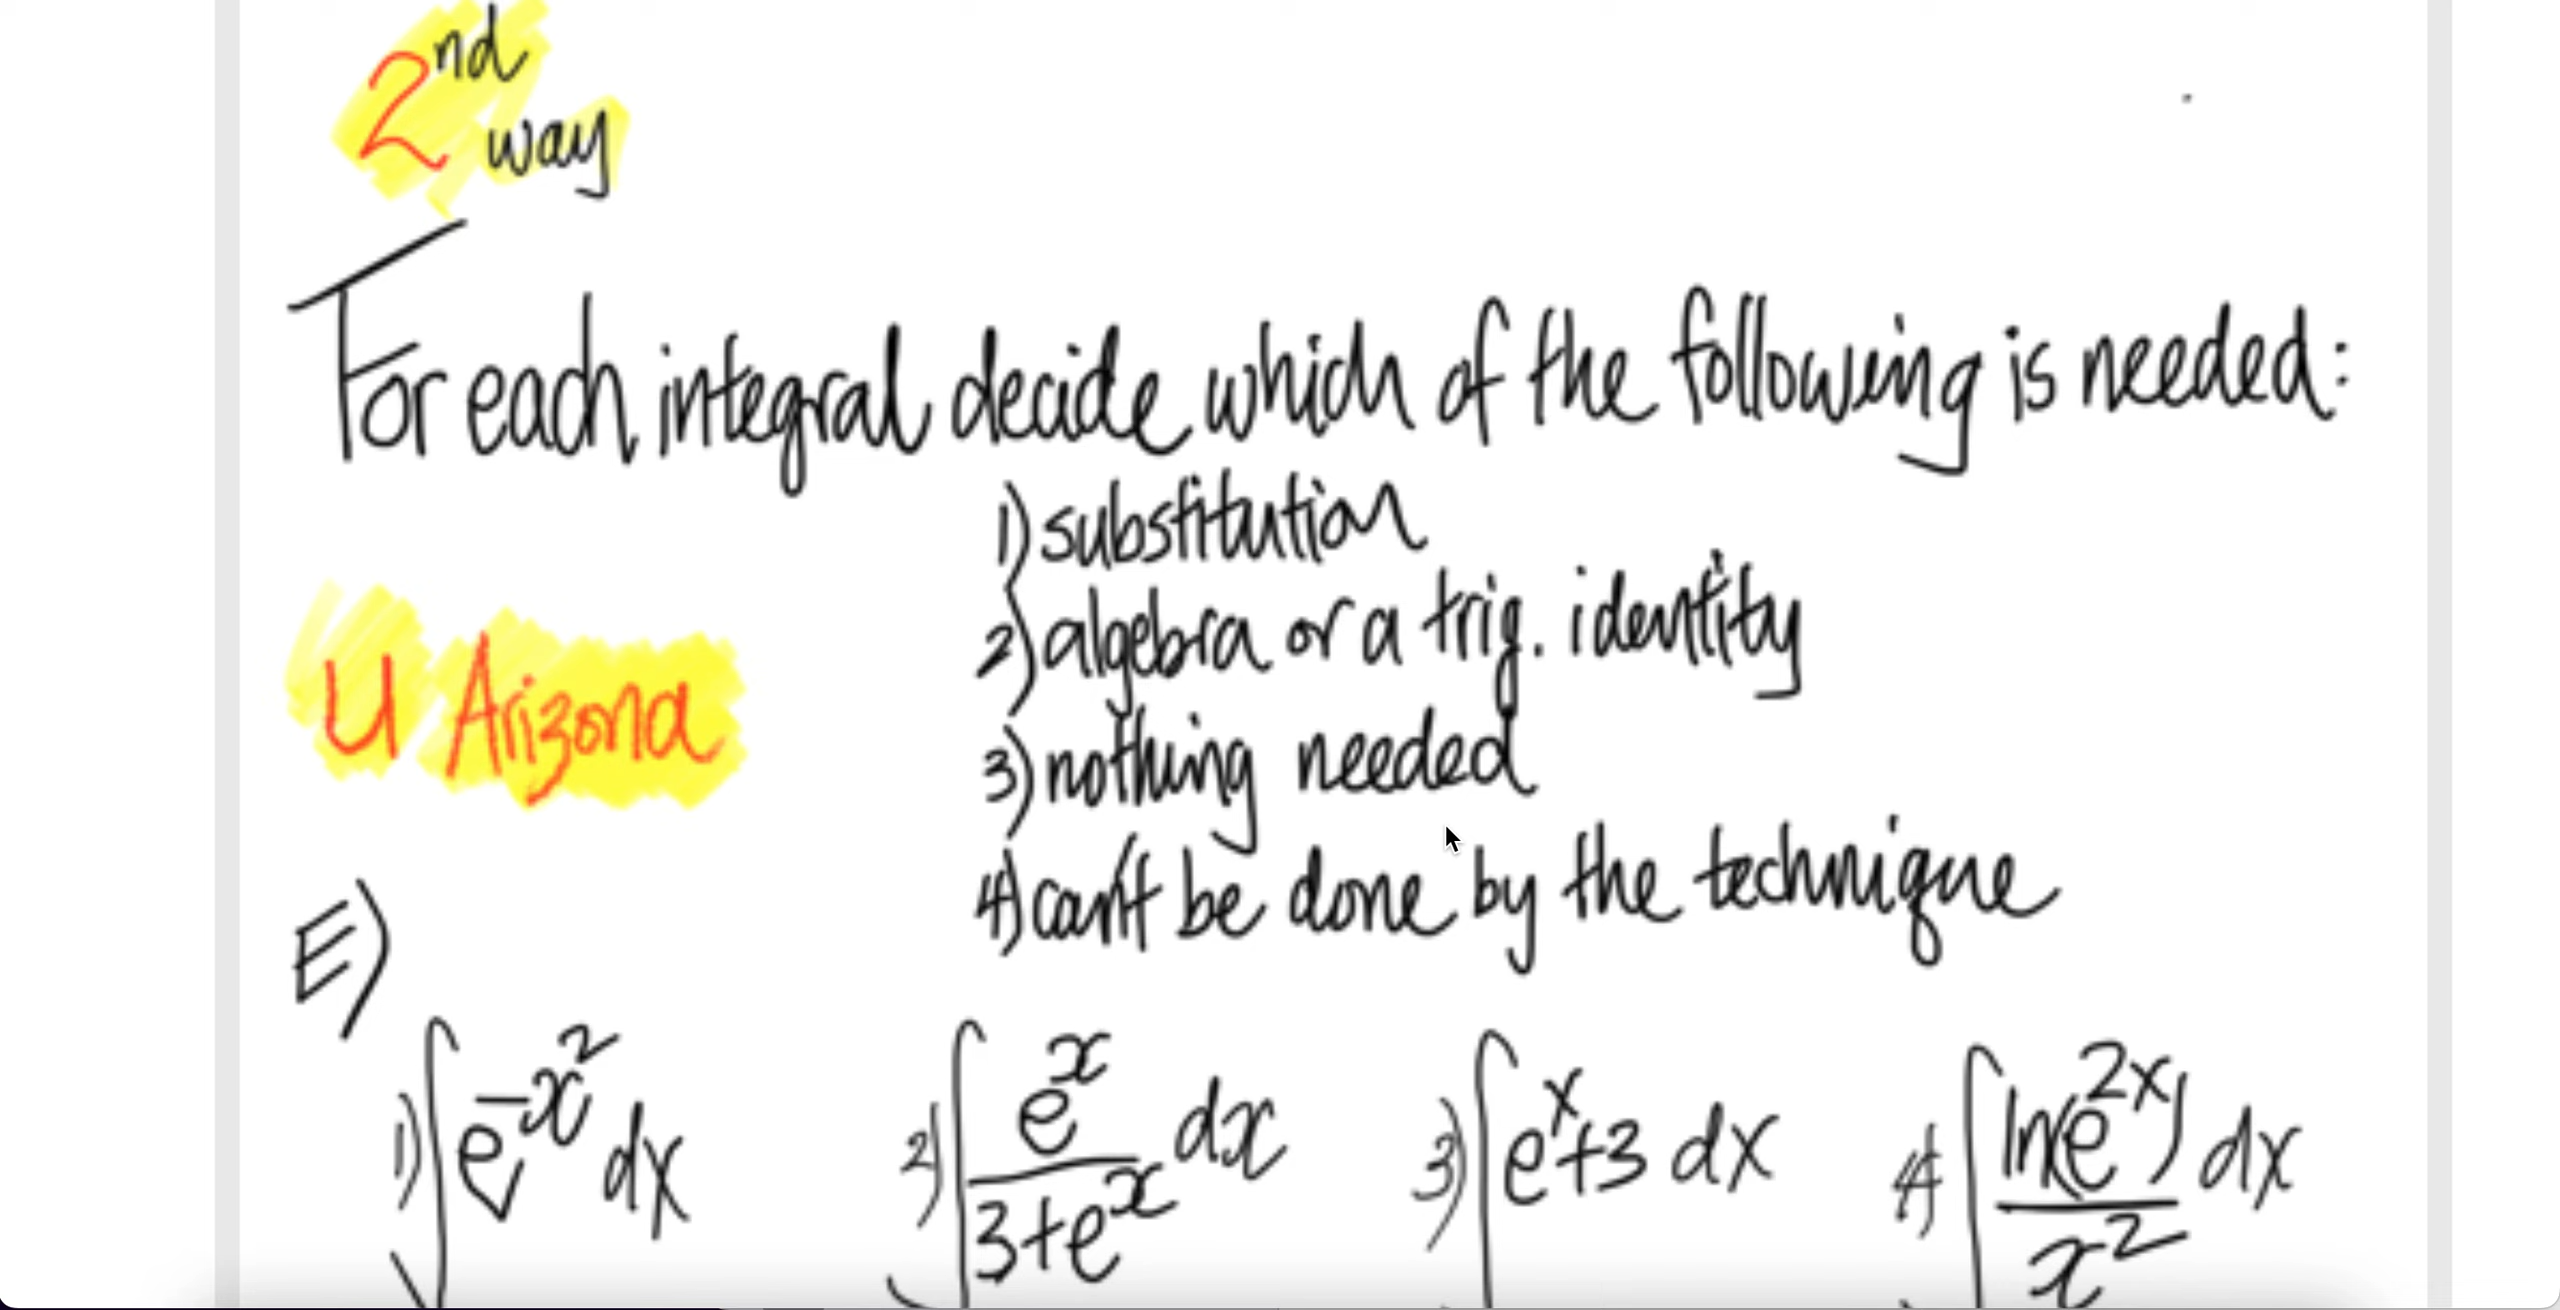 2nd
way
For each integral decide which of the following is needed:
1) substitution
2) algebra or a trig. identity
3) nothing needed
4) can't be done by the technique
U Arizona
E)
1) ∫ e^{-x^2} dx 2) ∫ e^x / (3+e^x) dx 3) ∫ e^x+3 dx 4) ∫ ln(e^{2x}) / x^2 dx